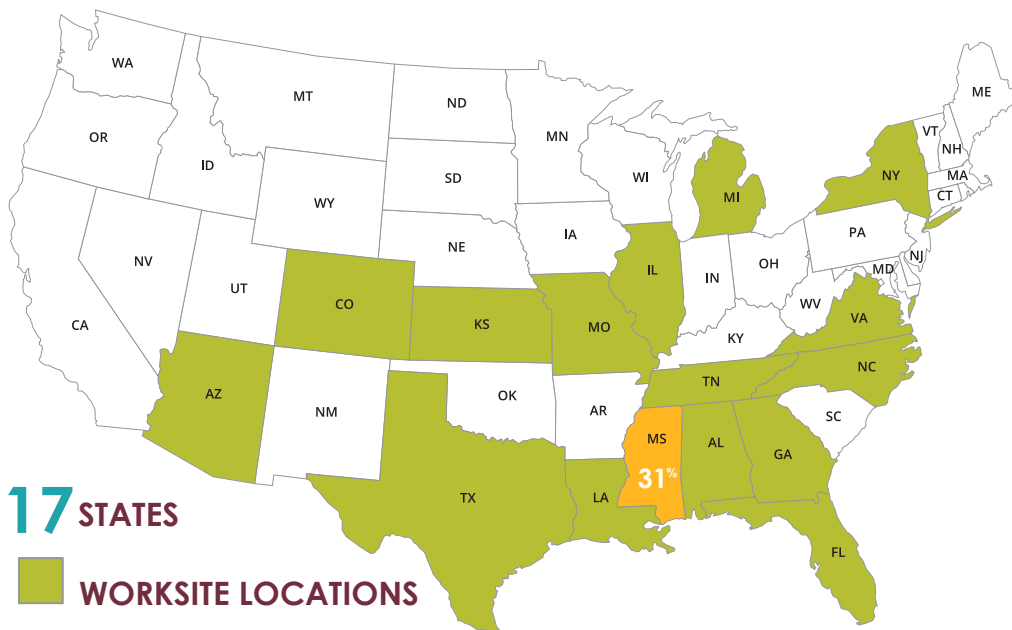 WA
MT
ND
MN
ME
OR
ID
SD
WI
MI
NY
VT
NH
MA
CT
WY
NE
IA
PA
NJ
NV
UT
CO
KS
MO
IL
IN
OH
MD
WV
VA
CA
KY
AZ
NM
OK
AR
TN
NC
SC
MS
AL
GA
31%
TX
LA
FL
17 STATES
WORKSITE LOCATIONS